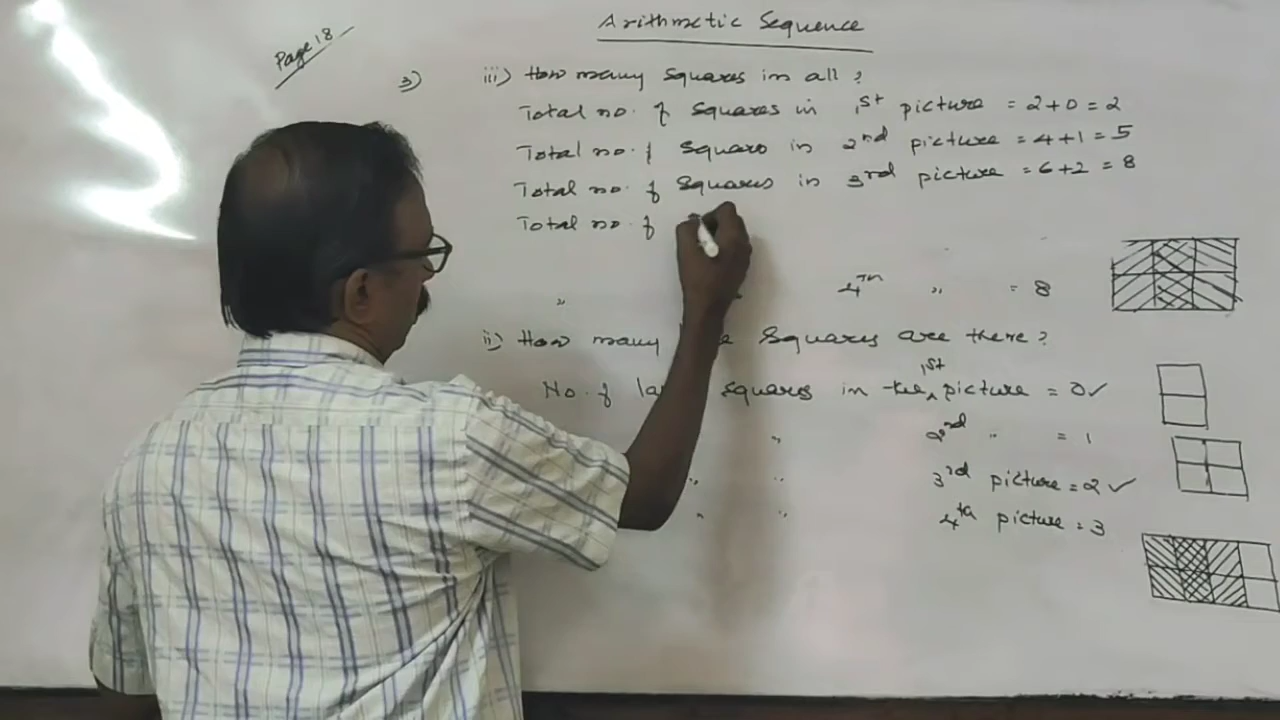 Arithmetic Sequence
Page 18
3) iii) How many squares in all?
Total no. of squares in 1st picture = 2+0 = 2
Total no. of squares in 2nd picture = 4+1 = 5
Total no. of squares in 3rd picture = 6+2 = 8
Total no. of
" 4th " = 8
ii) How many squares are there?
No. of squares in the 1st picture = 0 ✓
" 2nd " = 1
" " 3rd picture = 2 ✓
" " 4th picture = 3